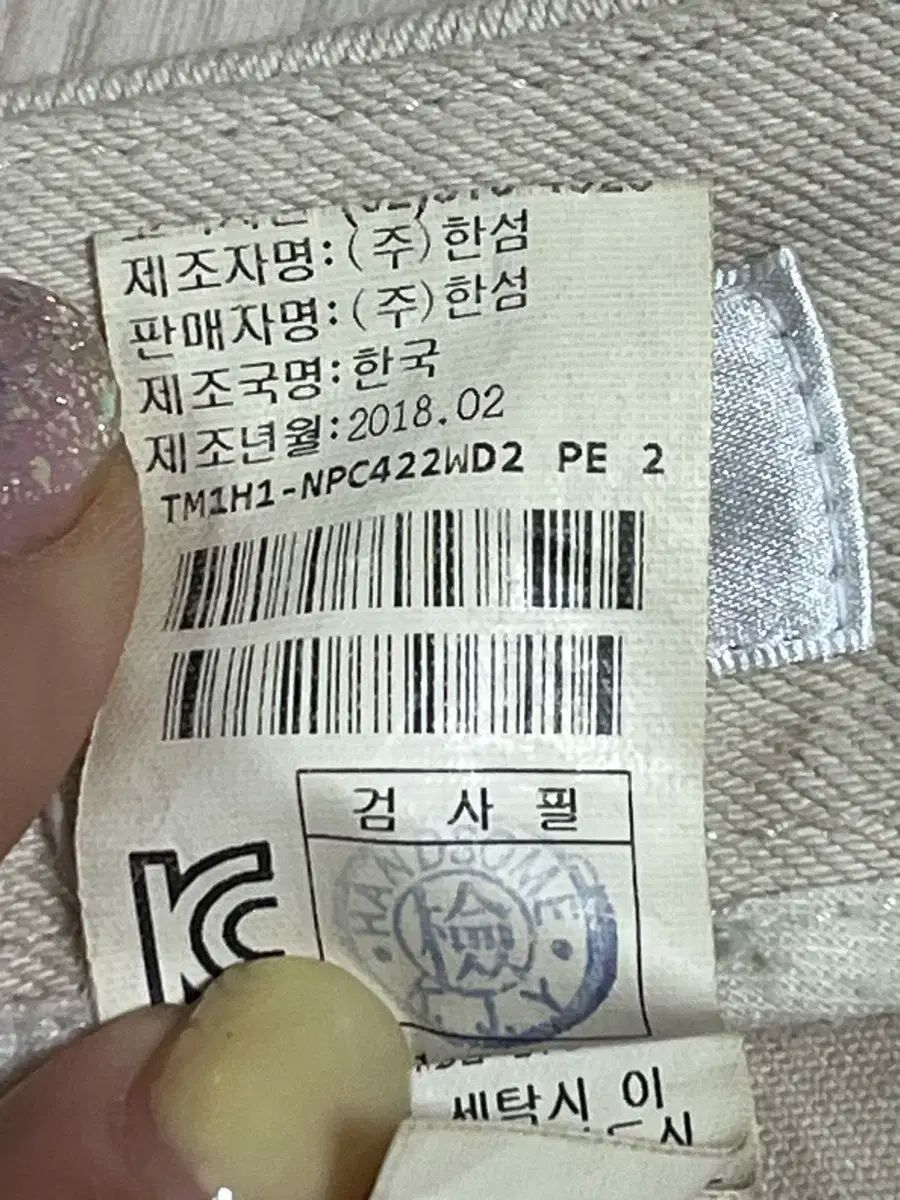 제조자명:(주)한섬
판매자명:(주)한섬
제조국명:한국
제조년월:2018.02
TM1H1-NPC422WD2 PE 2
검 사 필
HANDSOME
세탁시 이